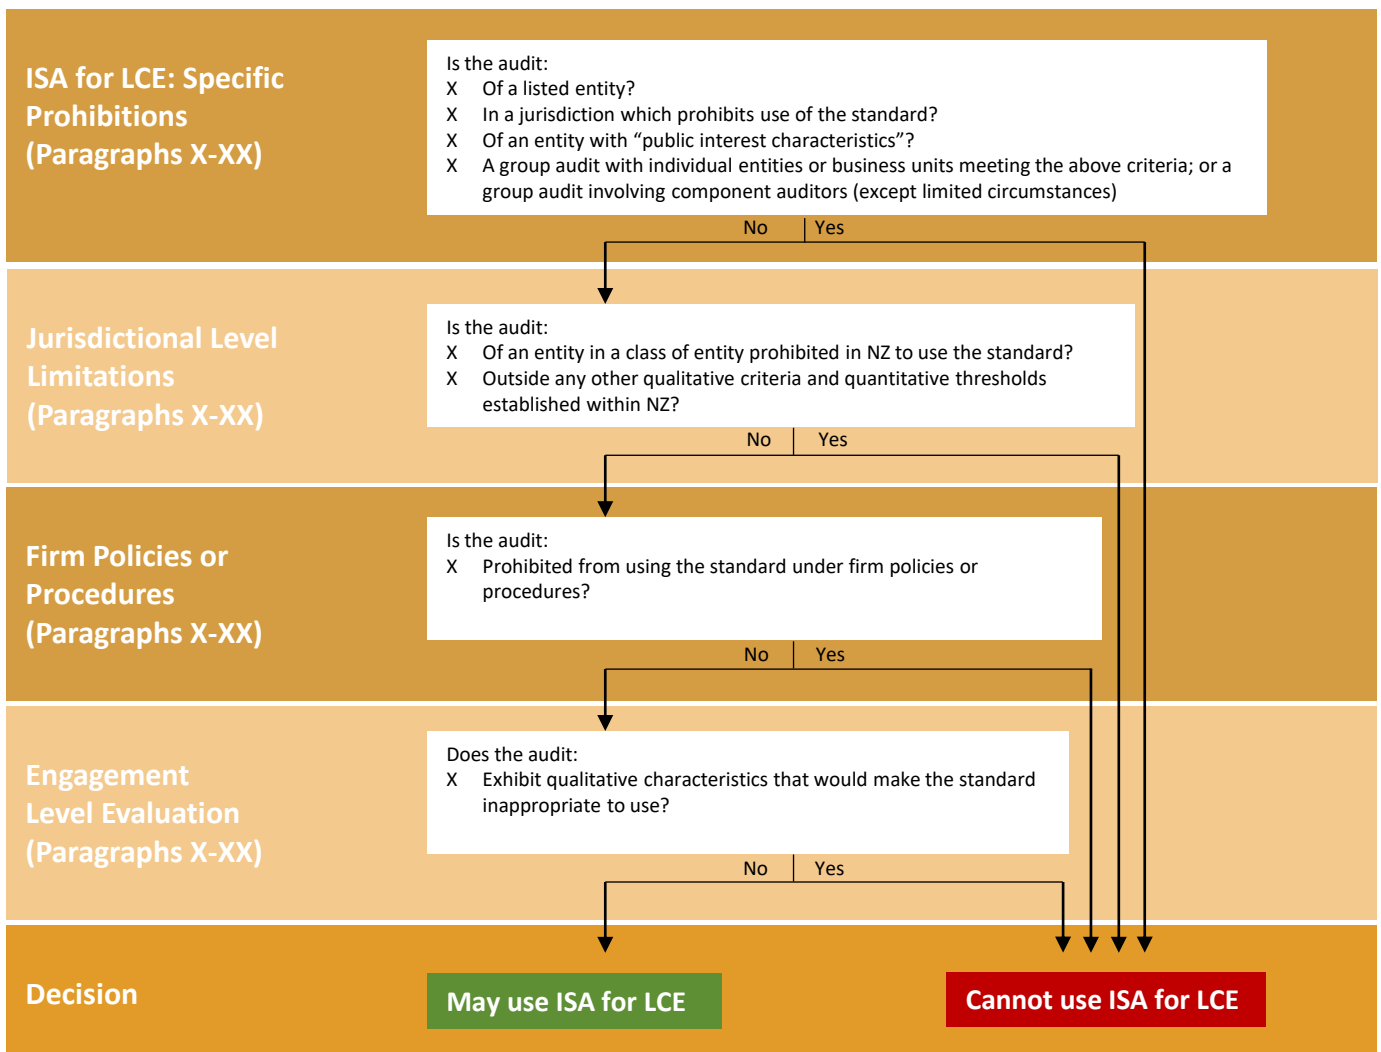 ISA for LCE: Specific
Prohibitions
(Paragraphs X-XX)
Is the audit:
X Of a listed entity?
X In a jurisdiction which prohibits use of the standard?
X Of an entity with “public interest characteristics”?
X A group audit with individual entities or business units meeting the above criteria; or a
group audit involving component auditors (except limited circumstances)
No Yes
Jurisdictional Level
Limitations
(Paragraphs X-XX)
Is the audit:
X Of an entity in a class of entity prohibited in NZ to use the standard?
X Outside any other qualitative criteria and quantitative thresholds
established within NZ?
No Yes
Firm Policies or
Procedures
(Paragraphs X-XX)
Is the audit:
X Prohibited from using the standard under firm policies or
procedures?
No Yes
Engagement
Level Evaluation
(Paragraphs X-XX)
Does the audit:
X Exhibit qualitative characteristics that would make the standard
inappropriate to use?
No Yes
Decision
May use ISA for LCE
Cannot use ISA for LCE